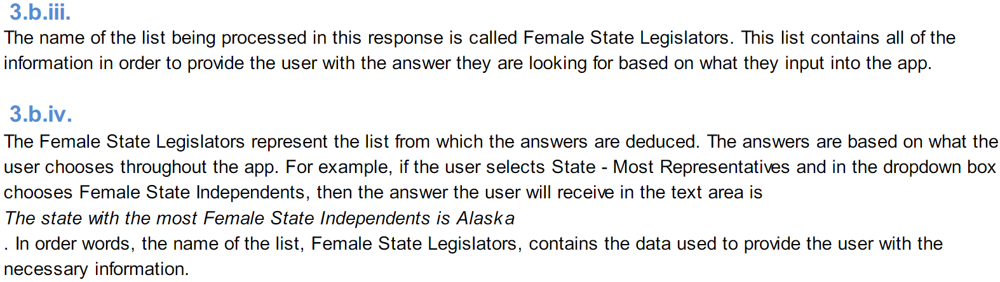 3.b.iii.
The name of the list being processed in this response is called Female State Legislators. This list contains all of the
information in order to provide the user with the answer they are looking for based on what they input into the app.
3.b.iv.
The Female State Legislators represent the list from which the answers are deduced. The answers are based on what the
user chooses throughout the app. For example, if the user selects State - Most Representatives and in the dropdown box
chooses Female State Independents, then the answer the user will receive in the text area is
The state with the most Female State Independents is Alaska
. In order words, the name of the list, Female State Legislators, contains the data used to provide the user with the
necessary information.